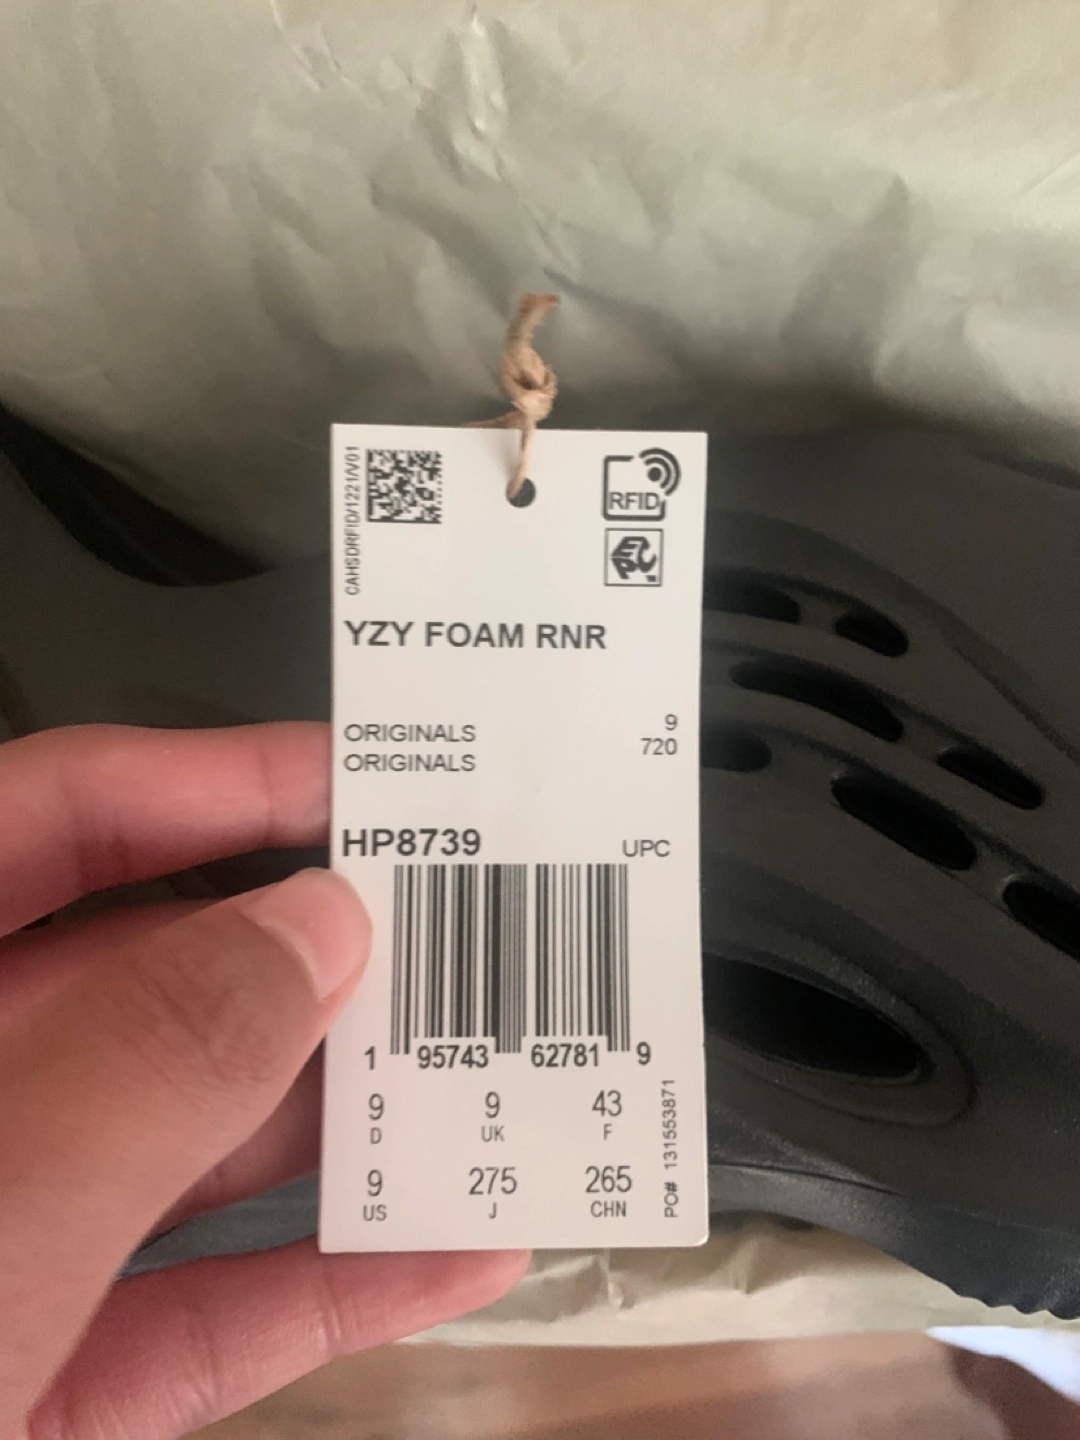 CAHSDRFID/1221/V01
RFID
EPC
YZY FOAM RNR
ORIGINALS 9
ORIGINALS 720
HP8739 UPC
1 95743 62781 9
9 9 43
D UK F
9 275 265
US J CHN
PO# 131553871